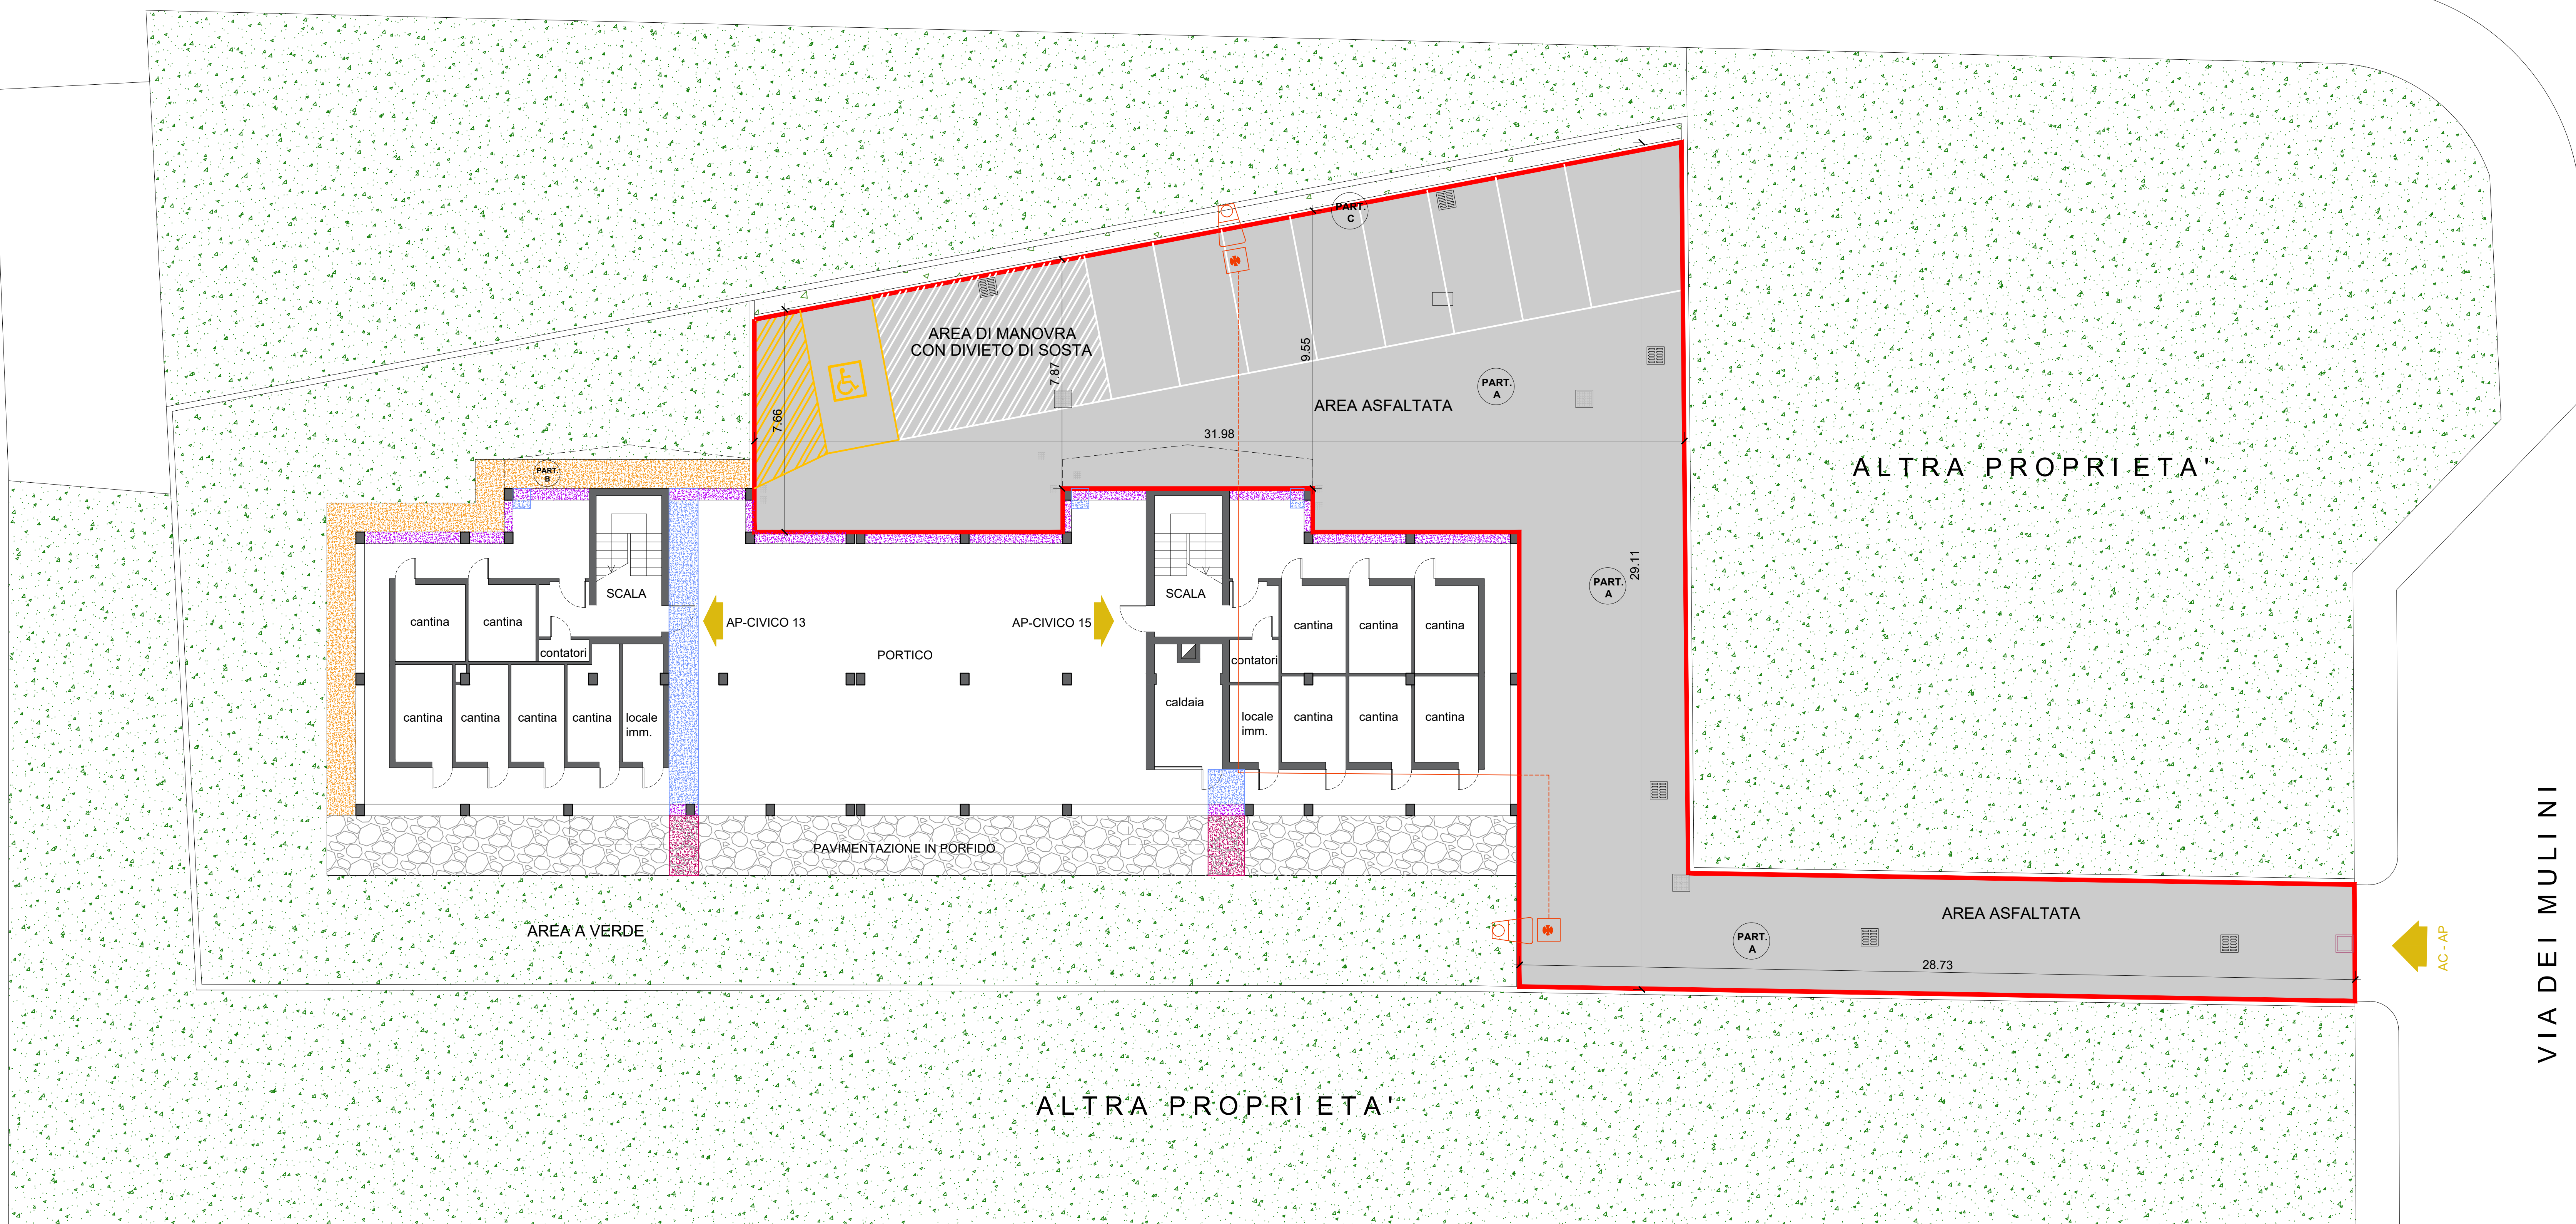 PART.
C
AREA DI MANOVRA
CON DIVIETO DI SOSTA
9.55
7.87
7.66
PART.
A
AREA ASFALTATA
31.98
ALTRA PROPRIETA'
PART.
B
29.11
PART.
A
SCALA
SCALA
AP-CIVICO 13
AP-CIVICO 15
cantina
cantina
cantina
cantina
cantina
contatori
contatori
PORTICO
caldaia
cantina
cantina
cantina
cantina
locale
imm.
locale
imm.
cantina
cantina
cantina
PAVIMENTAZIONE IN PORFIDO
AREA A VERDE
AREA ASFALTATA
PART.
A
28.73
AC - AP
VIA DEI MULINI
ALTRA PROPRIETA'